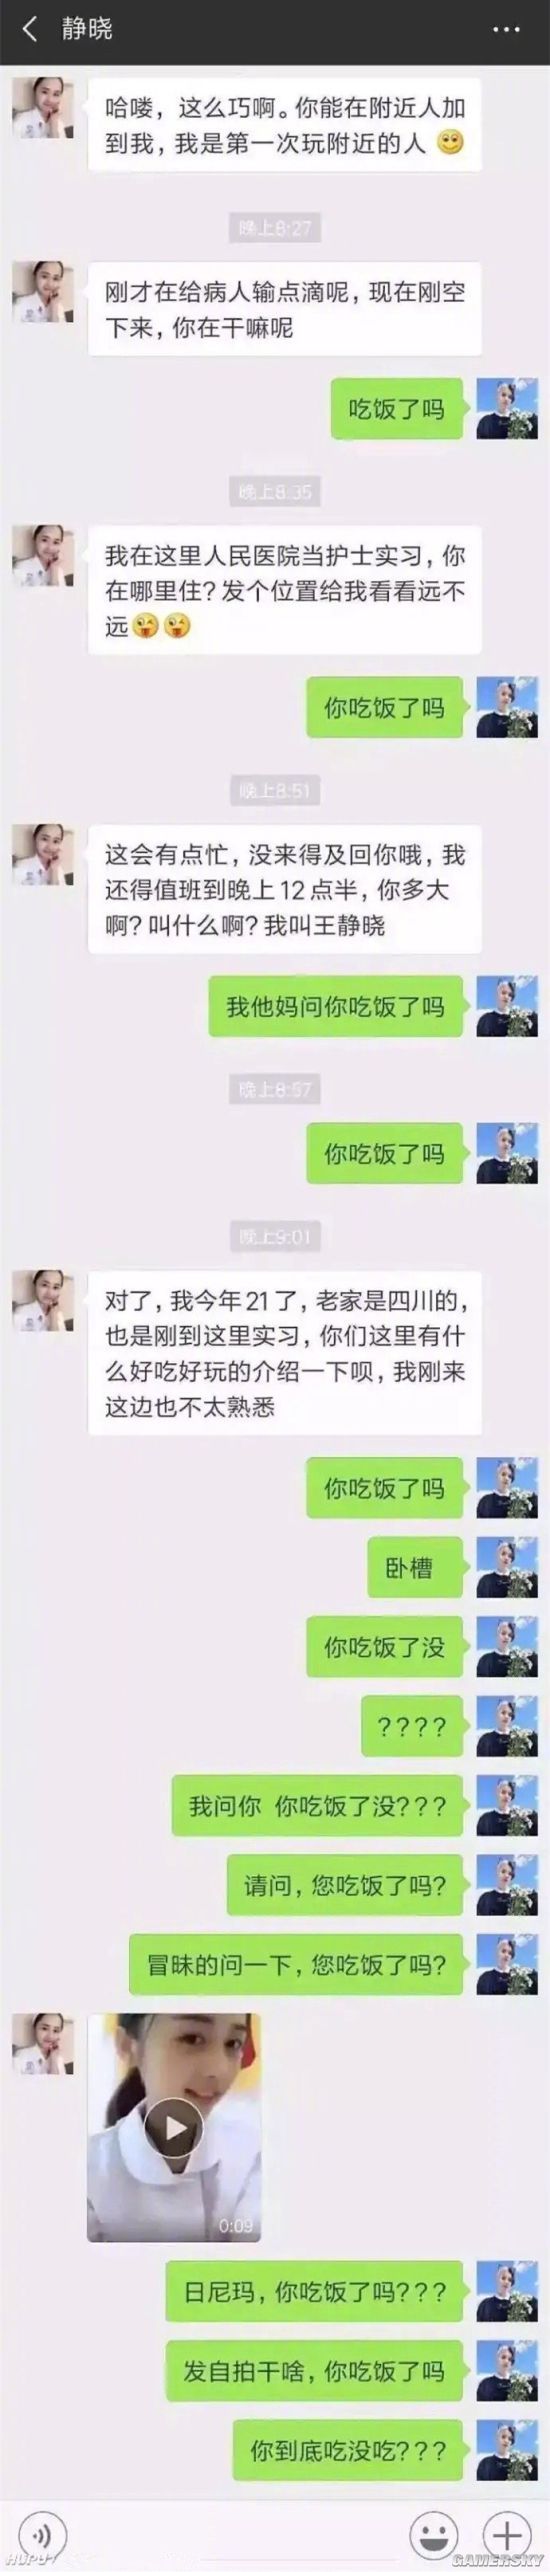 静晓
哈喽，这么巧啊。你能在附近人加
到我，我是第一次玩附近的人
晚上8:27
刚才在给病人输点滴呢，现在刚空
下来，你在干嘛呢
吃饭了吗
晚上8:35
我在这里人民医院当护士实习，你
在哪里住？发个位置给我看看远不
远
你吃饭了吗
晚上8:51
这会有点忙，没来得及回你哦，我
还得值班到晚上12点半，你多大
啊？叫什么啊？我叫王静晓
我他妈问你吃饭了吗
晚上8:57
你吃饭了吗
晚上9:01
对了，我今年21了，老家是四川的，
也是刚到这里实习，你们这里有什
么好吃好玩的介绍一下呗，我刚来
这边也不太熟悉
你吃饭了吗
卧槽
你吃饭了没
????
我问你 你吃饭了没???
请问，您吃饭了吗?
冒昧的问一下，您吃饭了吗?
0:09
日尼玛，你吃饭了吗???
发自拍干啥，你吃饭了吗
你到底吃没吃???
HUPU
GAMERSKY